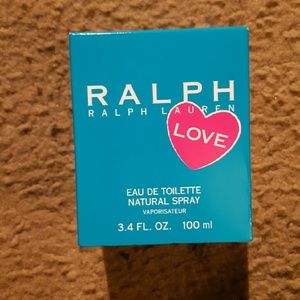 RALPH
RALPH LAUREN
LOVE
EAU DE TOILETTE
NATURAL SPRAY
VAPORISATEUR
3.4 FL. OZ. 100 ml